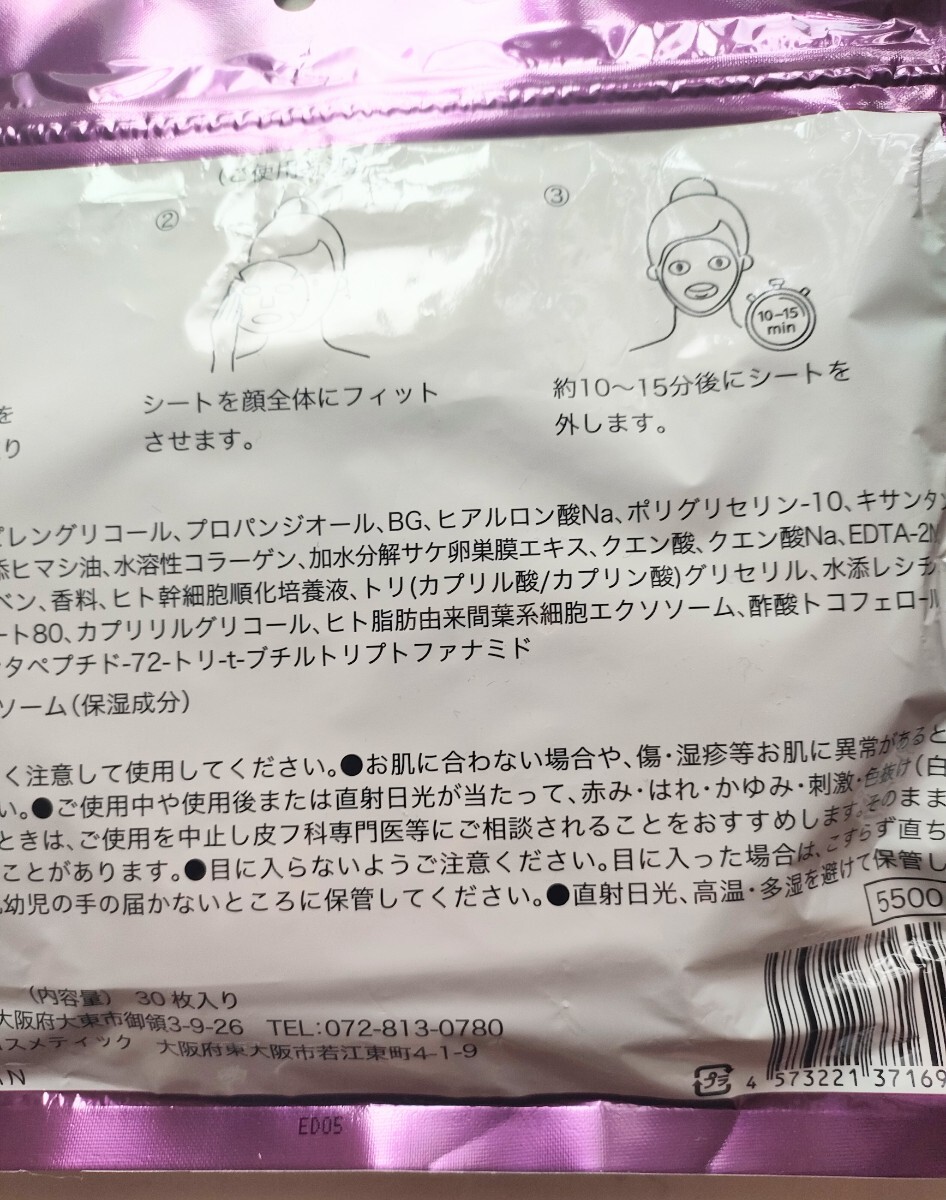 (ご使用方法)
②
③
10-15
min
シートを顔全体にフィット
させます。
約10〜15分後にシートを
外します。
を
り
ピレングリコール、プロパンジオール、BG、ヒアルロン酸Na、ポリグリセリン-10、キサンタン
添ヒマシ油、水溶性コラーゲン、加水分解サケ卵巣膜エキス、クエン酸、クエン酸Na、EDTA-2N
ベン、香料、ヒト幹細胞順化培養液、トリ(カプリル酸/カプリン酸)グリセリル、水添レシチ
ート80、カプリリルグリコール、ヒト脂肪由来間葉系細胞エクソソーム、酢酸トコフェロール
タペプチド-72-トリ-t-ブチルトリプトファナミド
ソーム(保湿成分)
く注意して使用してください。●お肌に合わない場合や、傷・湿疹等お肌に異常があると
い。●ご使用中や使用後または直射日光が当たって、赤み・はれ・かゆみ・刺激・色抜け(白
ときは、ご使用を中止し皮フ科専門医等にご相談されることをおすすめします。そのまま
ことがあります。●目に入らないようご注意ください。目に入った場合は、こすらず直ち
幼児の手の届かないところに保管してください。●直射日光、高温・多湿を避けて保管し
5500
(内容量) 30枚入り
大阪府大東市御領3-9-26 TEL:072-813-0780
スメティック 大阪府東大阪市若江東町4-1-9
AN
プラ
4 573221 37169
ED05